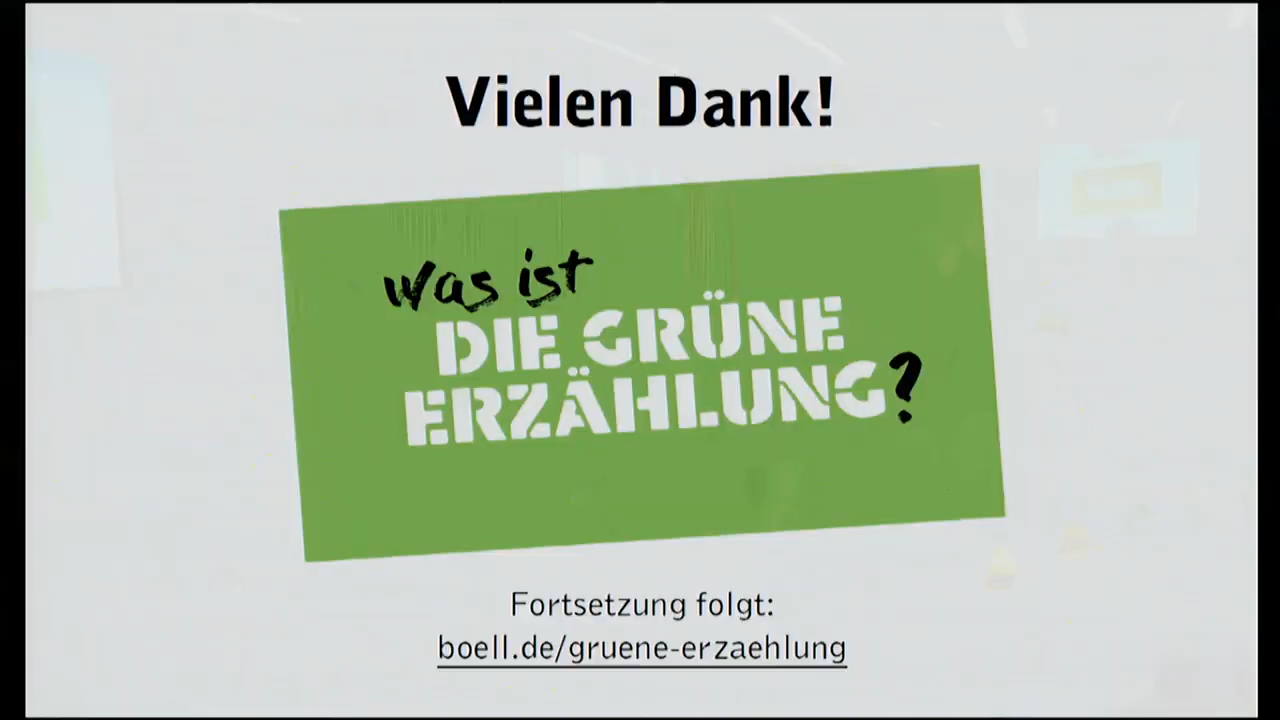 Vielen Dank!
was ist
DIE GRÜNE
ERZÄHLUNG?
Fortsetzung folgt:
boell.de/gruene-erzaehlung